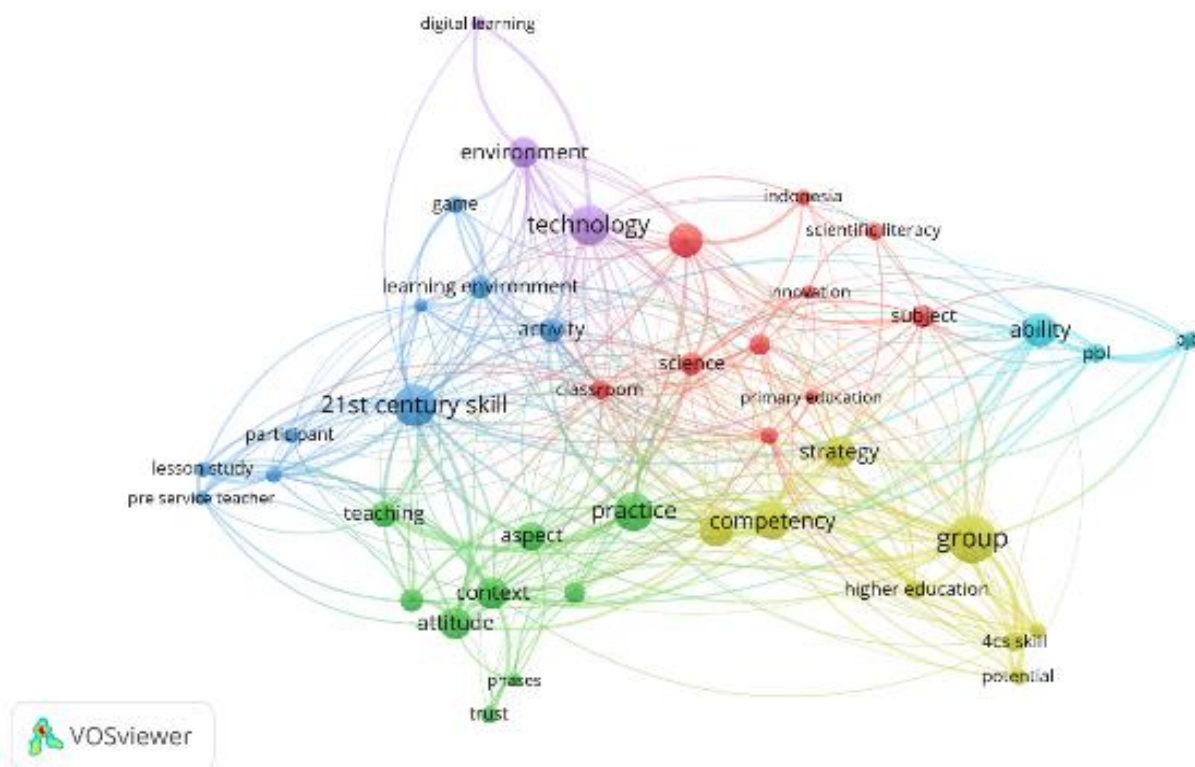 digital learning
environment
game
technology
indonesia
scientific literacy
learning environment
innovation
subject
activity
ability
pbl
science
classroom
primary education
21st century skill
participant
strategy
lesson study
pre service teacher
teaching
practice
competency
aspect
group
context
higher education
attitude
4cs skill
potential
phases
trust
VOSviewer